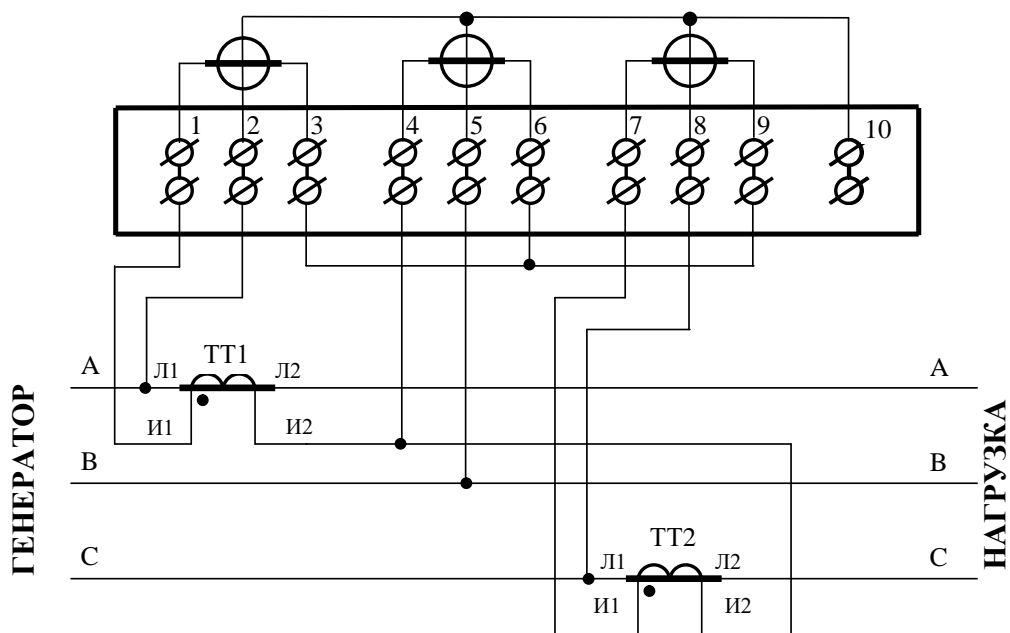 1 2 3 4 5 6 7 8 9 10
А Л1 ТТ1 Л2 А
И1 И2
В В
С Л1 ТТ2 Л2 С
И1 И2
ГЕНЕРАТОР
НАГРУЗКА